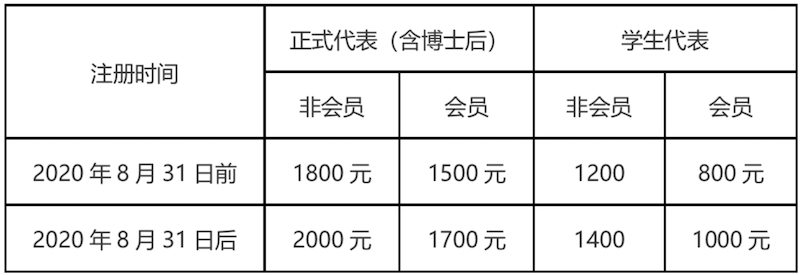 注册时间
正式代表（含博士后）
学生代表
非会员
会员
非会员
会员
2020 年 8 月 31 日前
1800 元
1500 元
1200
800 元
2020 年 8 月 31 日后
2000 元
1700 元
1400
1000 元